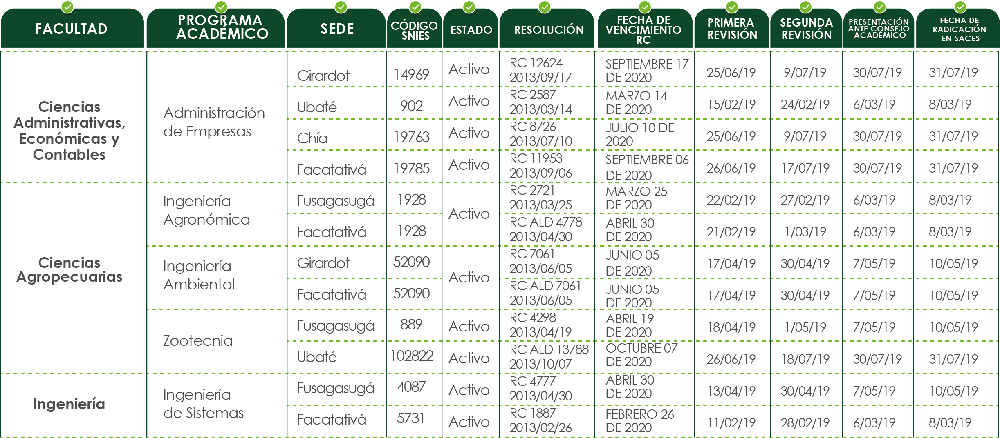 FACULTAD
PROGRAMA
ACADÉMICO
SEDE
CÓDIGO
SNIES
ESTADO
RESOLUCIÓN
FECHA DE
VENCIMIENTO
RC
PRIMERA
REVISIÓN
SEGUNDA
REVISIÓN
PRESENTACIÓN
ANTE CONSEJO
ACADÉMICO
FECHA DE
RADICACIÓN
EN SACES
Ciencias
Administrativas,
Económicas y
Contables
Administración
de Empresas
Girardot
14969
Activo
RC 12624
2013/09/17
SEPTIEMBRE 17
DE 2020
25/06/19
9/07/19
30/07/19
31/07/19
Ubaté
902
Activo
RC 2587
2013/03/14
MARZO 14
DE 2020
15/02/19
24/02/19
6/03/19
8/03/19
Chía
19763
Activo
RC 8726
2013/07/10
JULIO 10 DE
2020
25/06/19
9/07/19
30/07/19
31/07/19
Facatativá
19785
Activo
RC 11953
2013/09/06
SEPTIEMBRE 06
DE 2020
26/06/19
17/07/19
30/07/19
31/07/19
Ciencias
Agropecuarias
Ingeniería
Agronómica
Fusagasugá
1928
Activo
RC 2721
2013/03/25
MARZO 25
DE 2020
22/02/19
27/02/19
6/03/19
8/03/19
Facatativá
1928
RC ALD 4778
2013/04/30
ABRIL 30
DE 2020
21/02/19
1/03/19
6/03/19
8/03/19
Ingeniería
Ambiental
Girardot
52090
Activo
RC 7061
2013/06/05
JUNIO 05
DE 2020
17/04/19
30/04/19
7/05/19
10/05/19
Facatativá
52090
RC ALD 7061
2013/06/05
JUNIO 05
DE 2020
17/04/19
30/04/19
7/05/19
10/05/19
Zootecnia
Fusagasugá
889
Activo
RC 4298
2013/04/19
ABRIL 19
DE 2020
18/04/19
1/05/19
7/05/19
10/05/19
Ubaté
102822
Activo
RC ALD 13788
2013/10/07
OCTUBRE 07
DE 2020
26/06/19
18/07/19
30/07/19
31/07/19
Ingeniería
Ingeniería
de Sistemas
Fusagasugá
4087
Activo
RC 4777
2013/04/30
ABRIL 30
DE 2020
13/04/19
30/04/19
7/05/19
10/05/19
Facatativá
5731
Activo
RC 1887
2013/02/26
FEBRERO 26
DE 2020
11/02/19
28/02/19
6/03/19
8/03/19